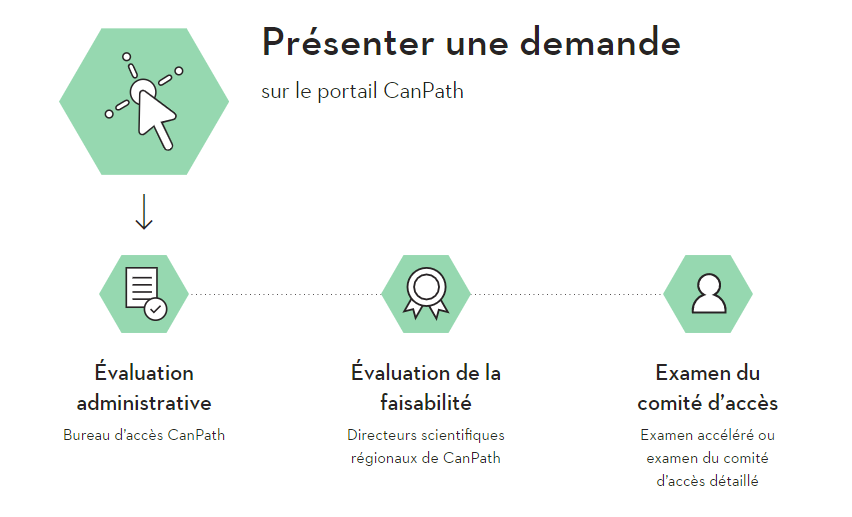 Présenter une demande
sur le portail CanPath
Évaluation
administrative
Bureau d'accès CanPath
Évaluation de la
faisabilité
Directeurs scientifiques
régionaux de CanPath
Examen du
comité d'accès
Examen accéléré ou
examen du comité
d'accès détaillé